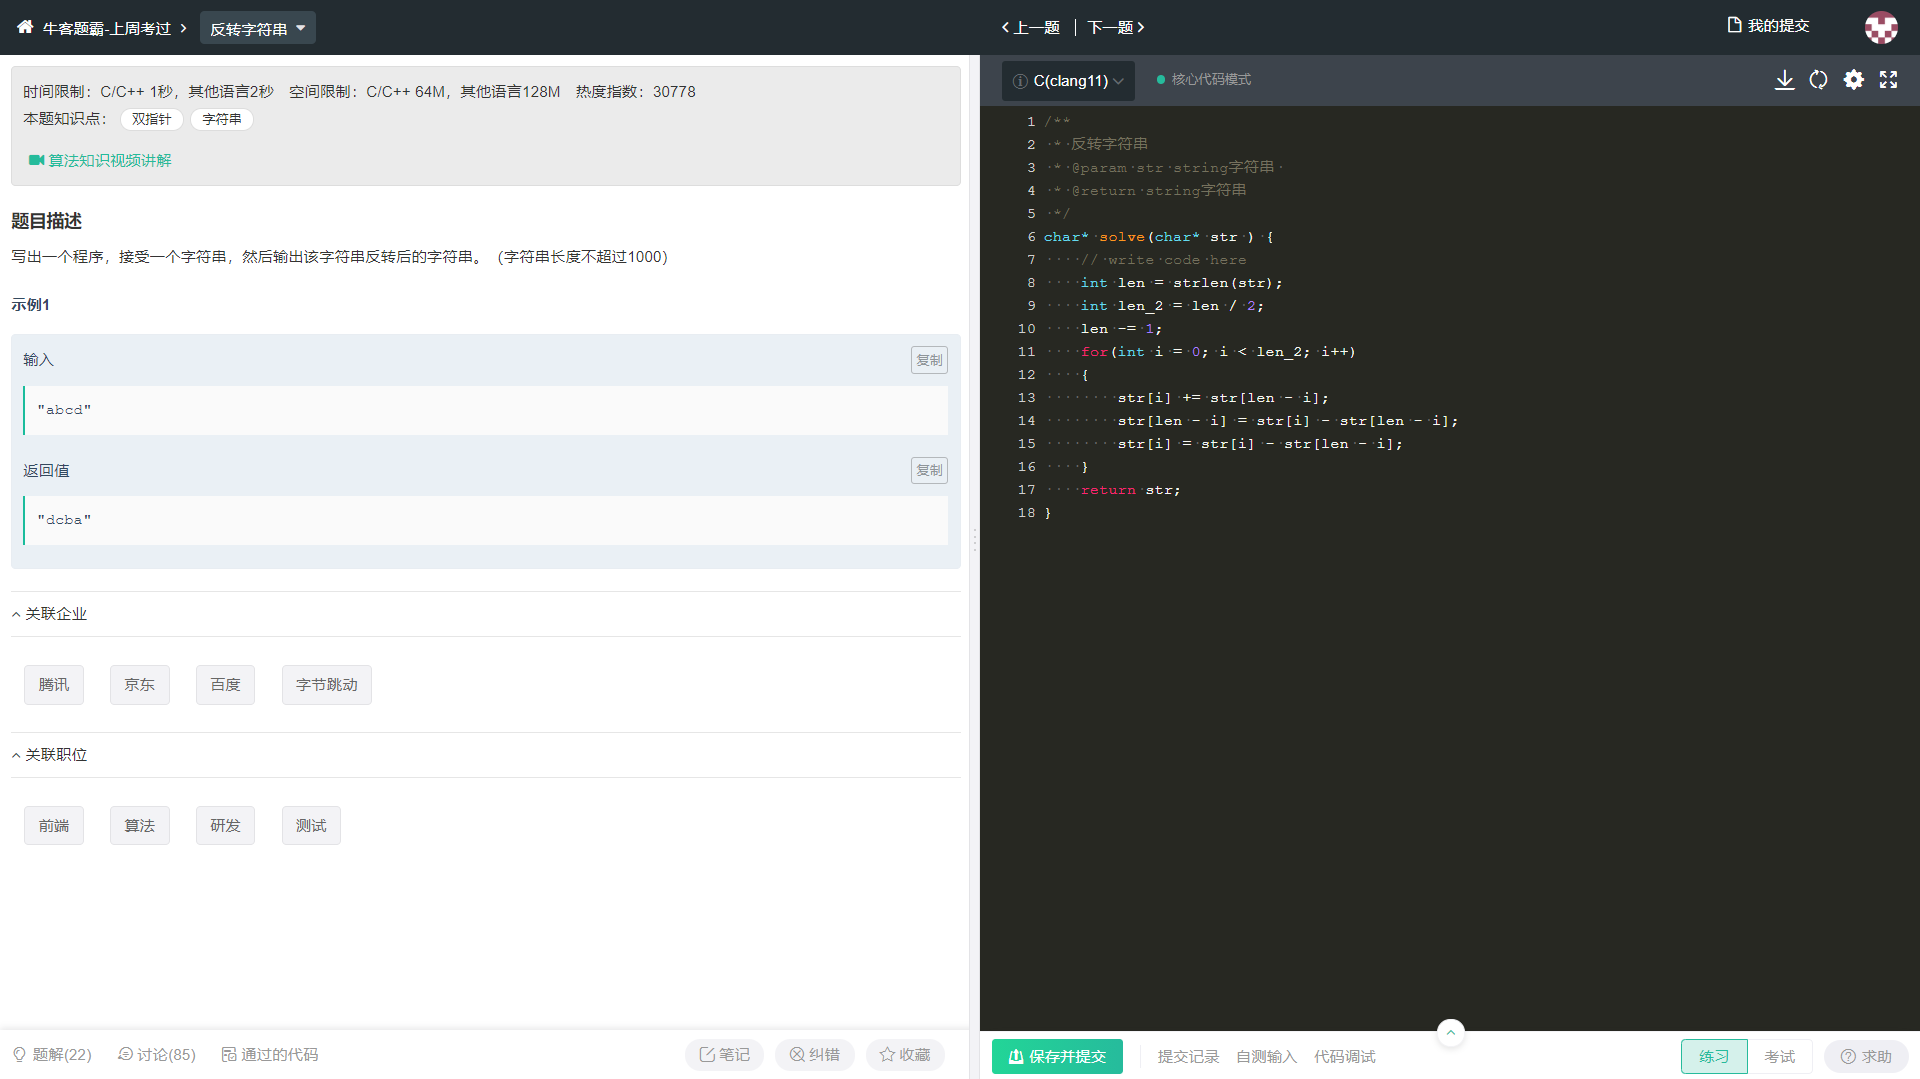 牛客题霸-上周考过
反转字符串
上一题
下一题
我的提交
时间限制：C/C++ 1秒，其他语言2秒 空间限制：C/C++ 64M，其他语言128M 热度指数：30778
本题知识点： 双指针 字符串
算法知识视频讲解
题目描述
写出一个程序，接受一个字符串，然后输出该字符串反转后的字符串。（字符串长度不超过1000）
示例1
输入
复制
"abcd"
返回值
复制
"dcba"
关联企业
腾讯 京东 百度 字节跳动
关联职位
前端 算法 研发 测试
题解(22) 讨论(85) 通过的代码 笔记 纠错 收藏
C(clang11) 核心代码模式
1 /**
2  * 反转字符串
3  * @param str string字符串
4  * @return string字符串
5  */
6 char* solve(char* str ) {
7     // write code here
8     int len = strlen(str);
9     int len_2 = len / 2;
10     len -= 1;
11     for(int i = 0; i < len_2; i++)
12     {
13         str[i] += str[len - i];
14         str[len - i] = str[i] - str[len - i];
15         str[i] = str[i] - str[len - i];
16     }
17     return str;
18 }
保存并提交 提交记录 自测输入 代码调试 练习 考试 求助